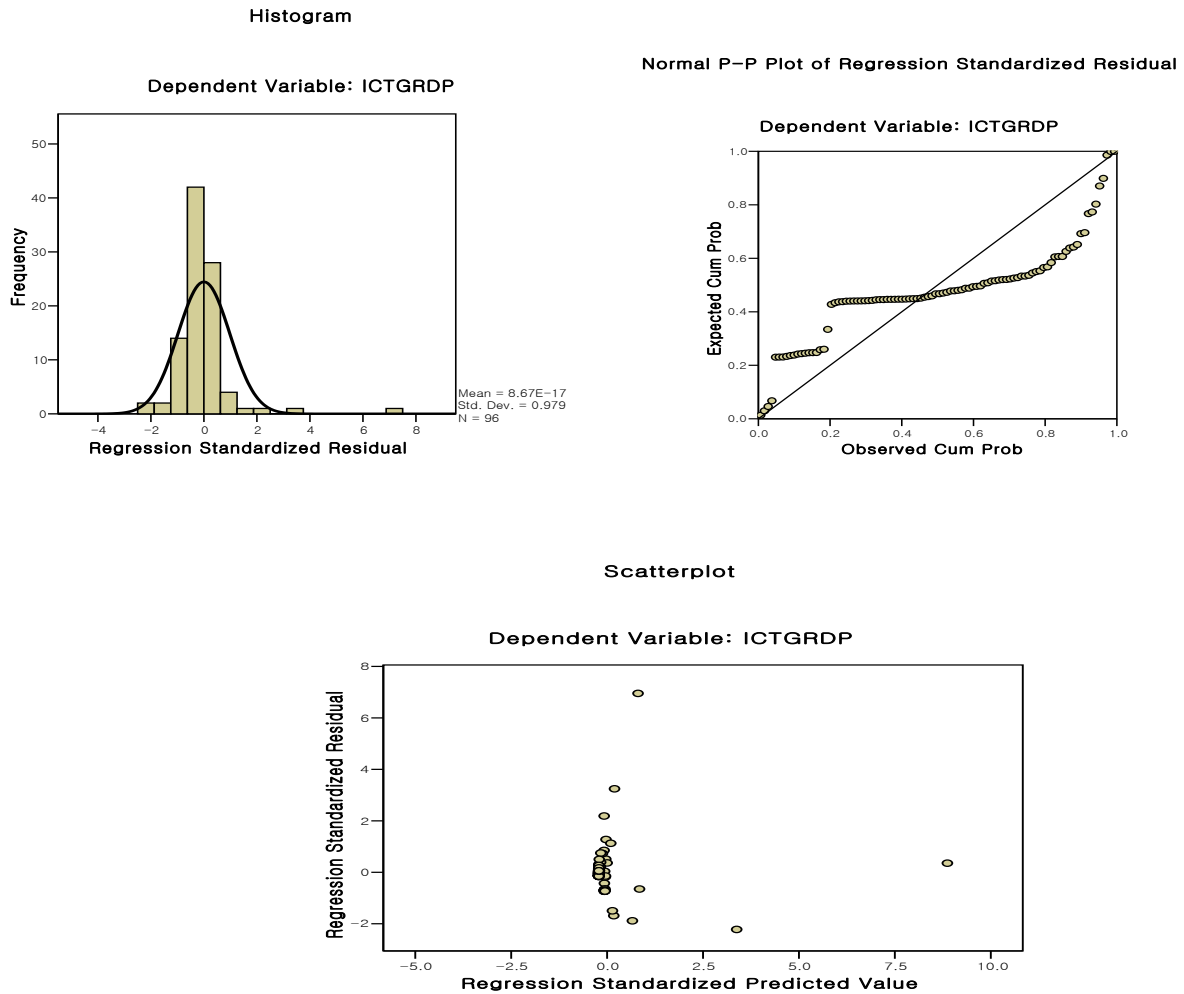 Histogram
Dependent Variable: ICTGRDP
Frequency
50
40
30
20
10
0
−4 −2 0 2 4 6 8
Regression Standardized Residual
Mean = 8.67E−17
Std. Dev. = 0.979
N = 96
Normal P−P Plot of Regression Standardized Residual
Dependent Variable: ICTGRDP
Expected Cum Prob
1.0
0.8
0.6
0.4
0.2
0.0
0.0 0.2 0.4 0.6 0.8 1.0
Observed Cum Prob
Scatterplot
Dependent Variable: ICTGRDP
Regression Standardized Residual
8
6
4
2
0
−2
−5.0 −2.5 0.0 2.5 5.0 7.5 10.0
Regression Standardized Predicted Value